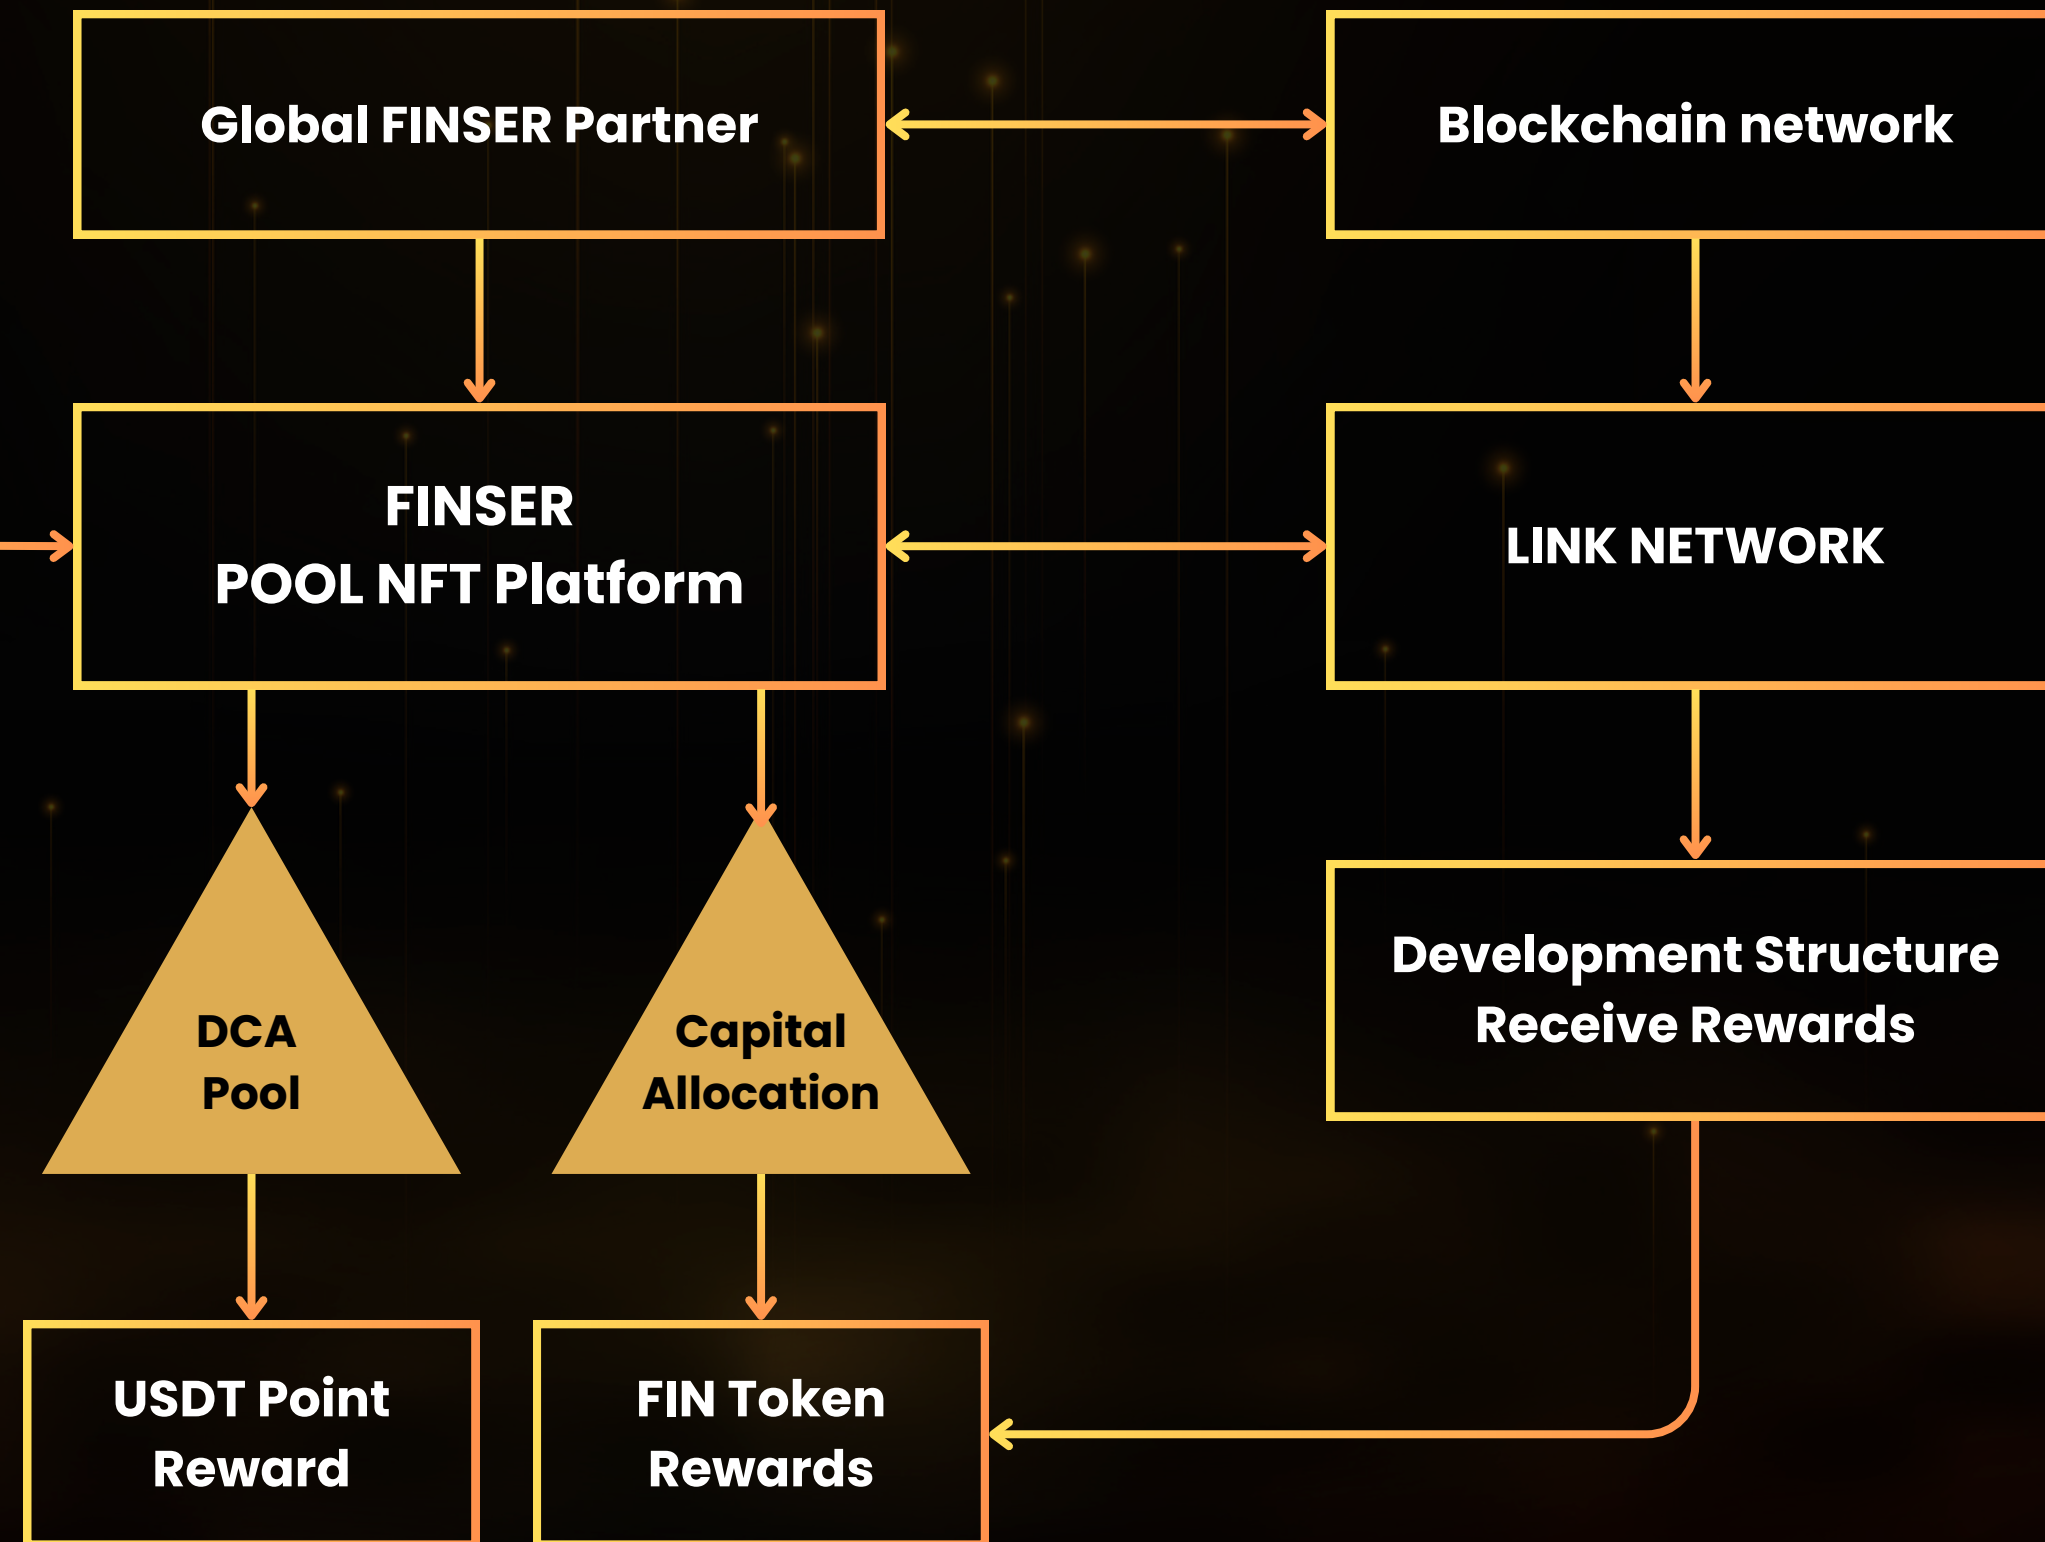 Global FINSER Partner
Blockchain network
FINSER
POOL NFT Platform
LINK NETWORK
DCA
Pool
Capital
Allocation
Development Structure
Receive Rewards
USDT Point
Reward
FIN Token
Rewards